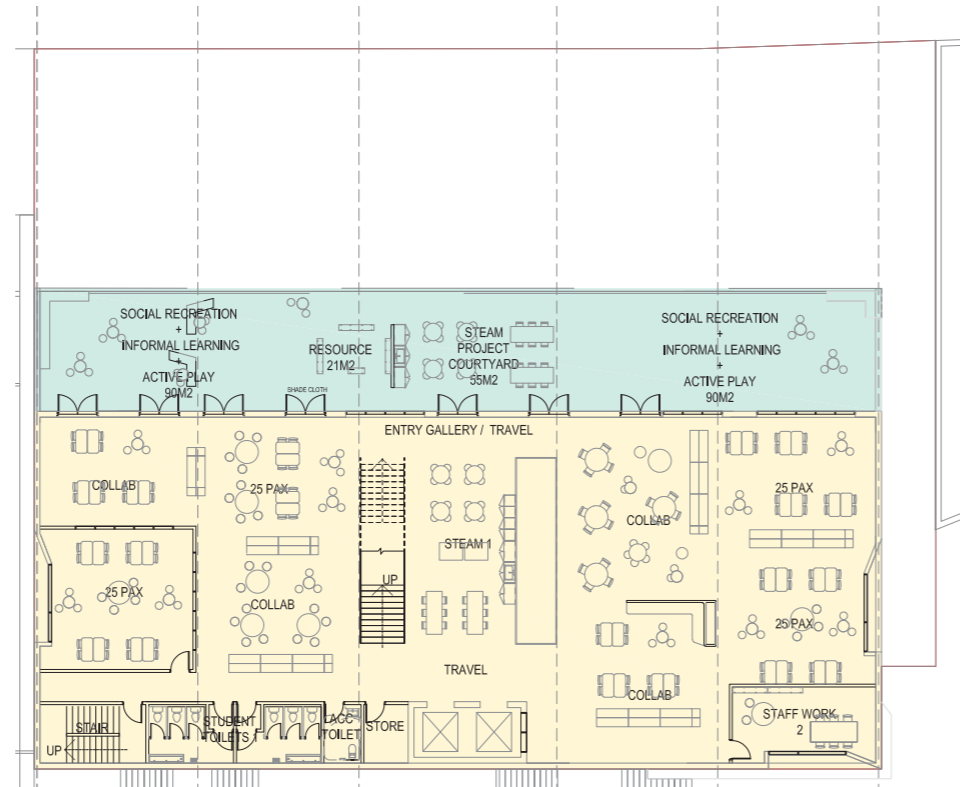 SOCIAL RECREATION
+
INFORMAL LEARNING
+
ACTIVE PLAY
90M2
RESOURCE
21M2
SHADE CLOTH
STEAM
PROJECT
COURTYARD
55M2
SOCIAL RECREATION
+
INFORMAL LEARNING
+
ACTIVE PLAY
90M2
ENTRY GALLERY / TRAVEL
COLLAB
25 PAX
25 PAX
COLLAB
UP
STEAM 1
COLLAB
25 PAX
25 PAX
TRAVEL
COLLAB
STAIR
UP
STUDENT
TOILETS 1
ACC
TOILET
STORE
STAFF WORK
2